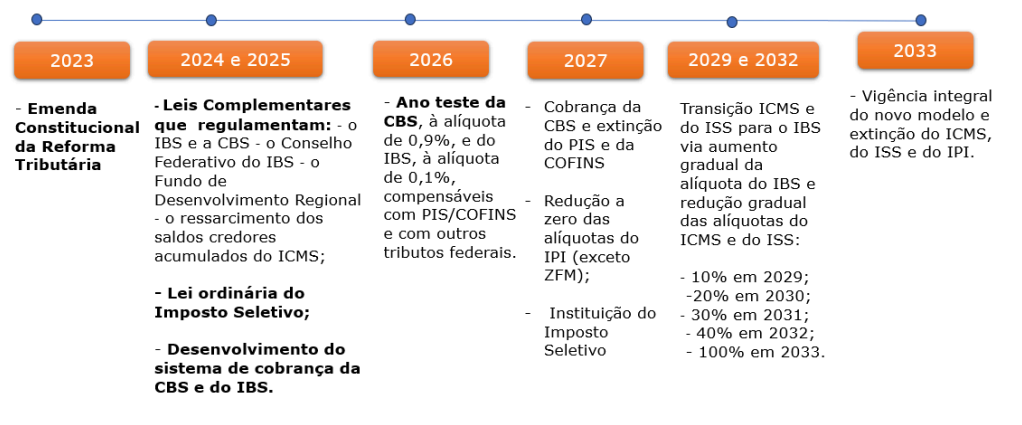 2023
- Emenda
Constitucional
da Reforma
Tributária
2024 e 2025
- Leis Complementares
que regulamentam: - o
IBS e a CBS - o Conselho
Federativo do IBS - o
Fundo de
Desenvolvimento Regional
- o ressarcimento dos
saldos credores
acumulados do ICMS;
- Lei ordinária do
Imposto Seletivo;
- Desenvolvimento do
sistema de cobrança da
CBS e do IBS.
2026
- Ano teste da
CBS, à alíquota
de 0,9%, e do
IBS, à alíquota
de 0,1%,
compensáveis
com PIS/COFINS
e com outros
tributos federais.
2027
- Cobrança da
CBS e extinção
do PIS e da
COFINS
- Redução a
zero das
alíquotas do
IPI (exceto
ZFM);
- Instituição do
Imposto
Seletivo
2029 e 2032
Transição ICMS e
do ISS para o IBS
via aumento
gradual da
alíquota do IBS e
redução gradual
das alíquotas do
ICMS e do ISS:
- 10% em 2029;
-20% em 2030;
- 30% em 2031;
- 40% em 2032;
- 100% em 2033.
2033
- Vigência integral
do novo modelo e
extinção do ICMS,
do ISS e do IPI.